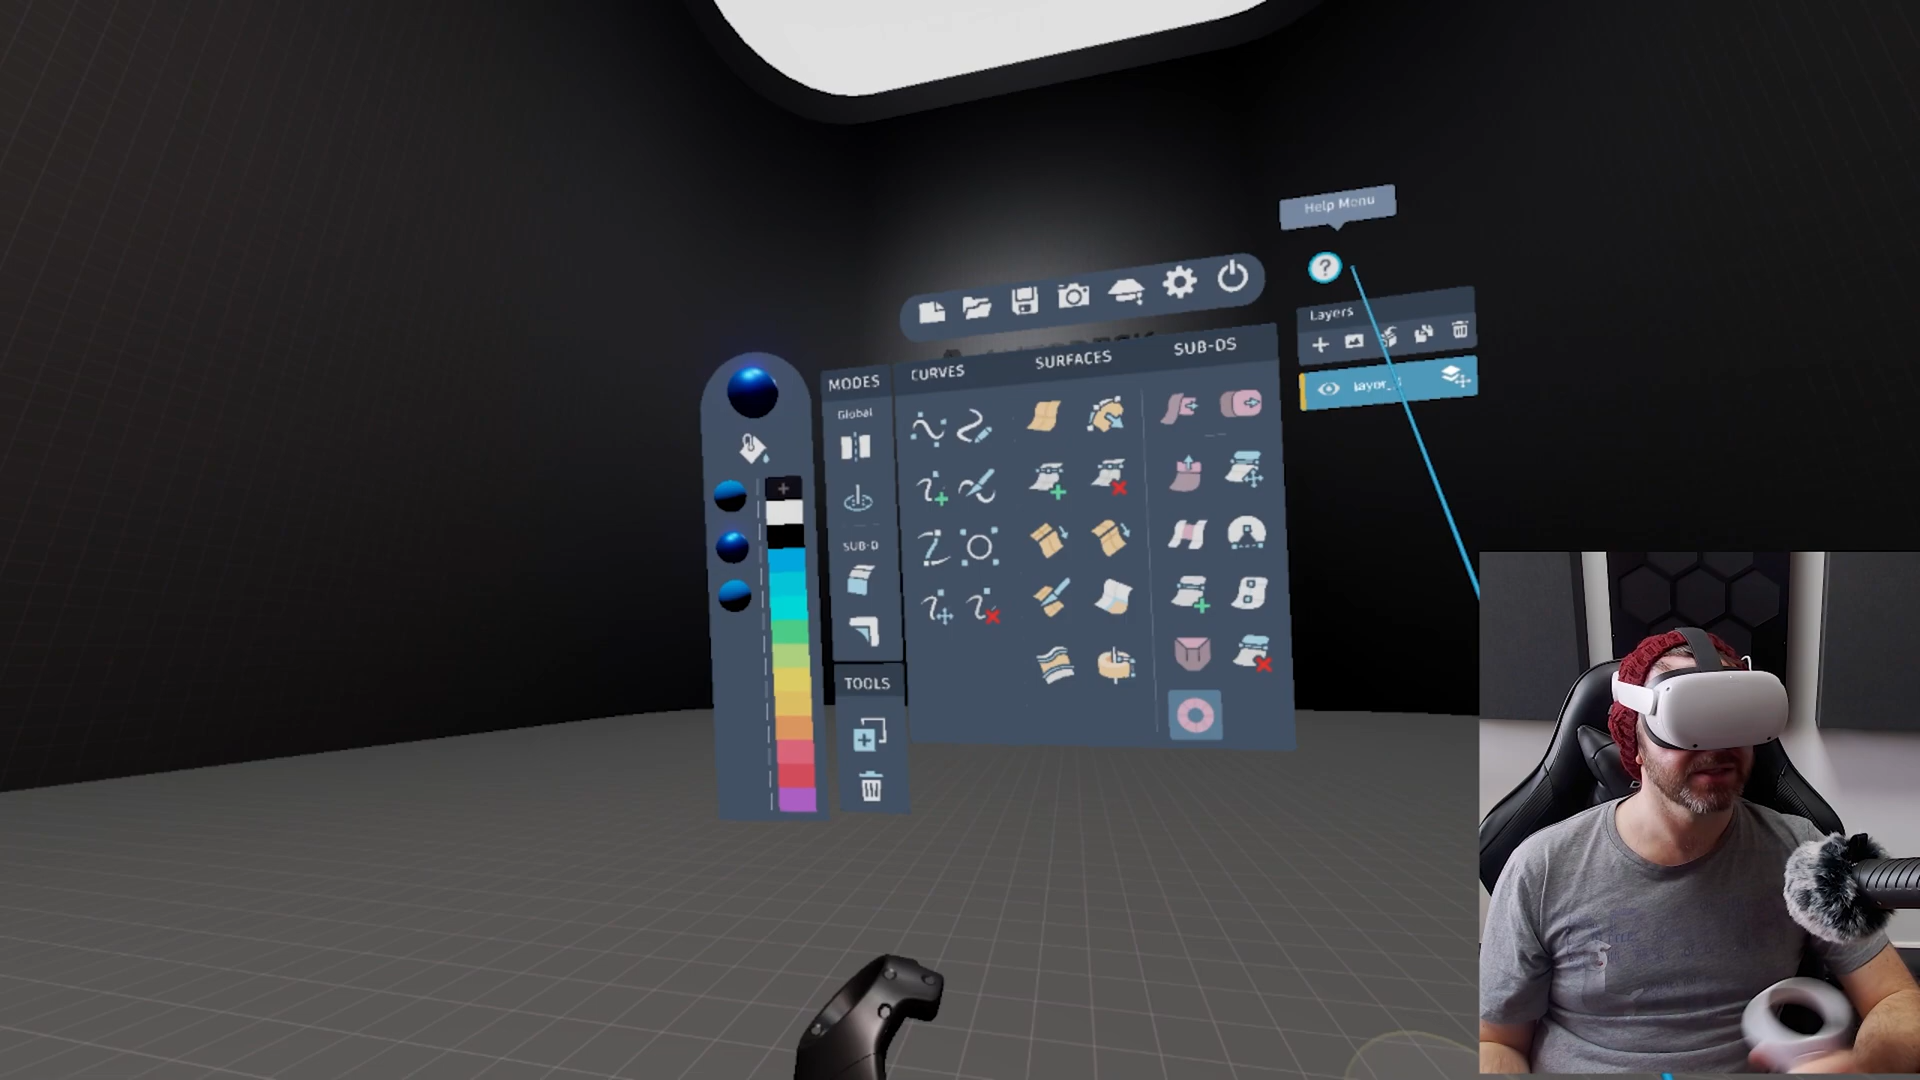 Help Menu
Layers
MODES
CURVES
SURFACES
SUB-DS
Global
SUB-D
TOOLS